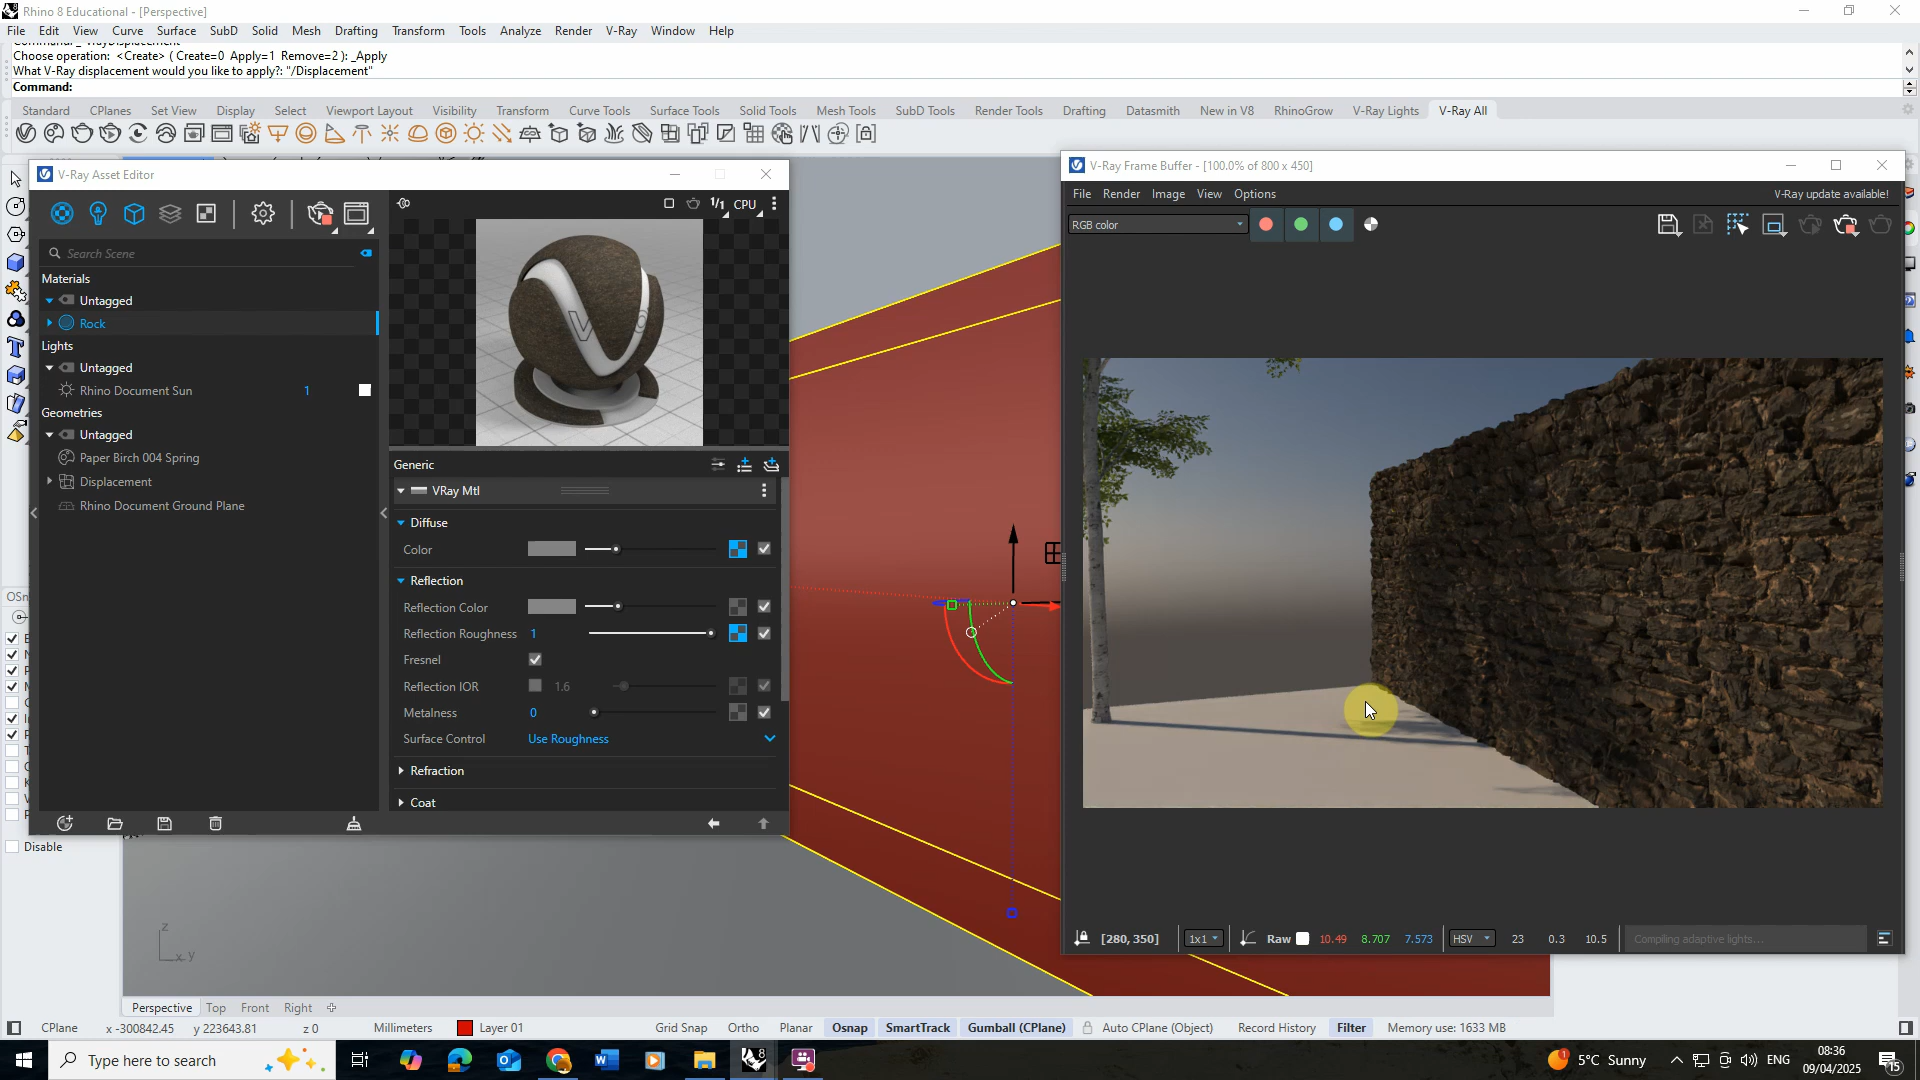 Rhino 8 Educational - [Perspective]
File Edit View Curve Surface SubD Solid Mesh Drafting Transform Tools Analyze Render V-Ray Window Help
Choose operation: <Create> ( Create=0 Apply=1 Remove=2 ): _Apply
What V-Ray displacement would you like to apply?: "/Displacement"
Command:
Standard CPlanes Set View Display Select Viewport Layout Visibility Transform Curve Tools Surface Tools Solid Tools Mesh Tools SubD Tools Render Tools Drafting Datasmith New in V8 RhinoGrow V-Ray Lights V-Ray All
V-Ray Asset Editor
CPU
Search Scene
Materials
Untagged
Rock
Lights
Untagged
Rhino Document Sun 1
Geometries
Untagged
Paper Birch 004 Spring
Displacement
Rhino Document Ground Plane
Generic
VRay Mtl
Diffuse
Color
Reflection
Reflection Color
Reflection Roughness 1
Fresnel
Reflection IOR 1.6
Metalness 0
Surface Control Use Roughness
Refraction
Coat
V-Ray Frame Buffer - [100.0% of 800 x 450]
File Render Image View Options
V-Ray update available!
RGB color
[280, 350] 1x1 Raw 10.49 8.707 7.573 HSV 23 0.3 10.5 Compiling adaptive lights...
OSn
Disable
z
x y
Perspective Top Front Right
CPlane x -300842.45 y 223643.81 z 0 Millimeters Layer 01 Grid Snap Ortho Planar Osnap SmartTrack Gumball (CPlane) Auto CPlane (Object) Record History Filter Memory use: 1633 MB
Type here to search
5°C Sunny
ENG
08:36
09/04/2025
15